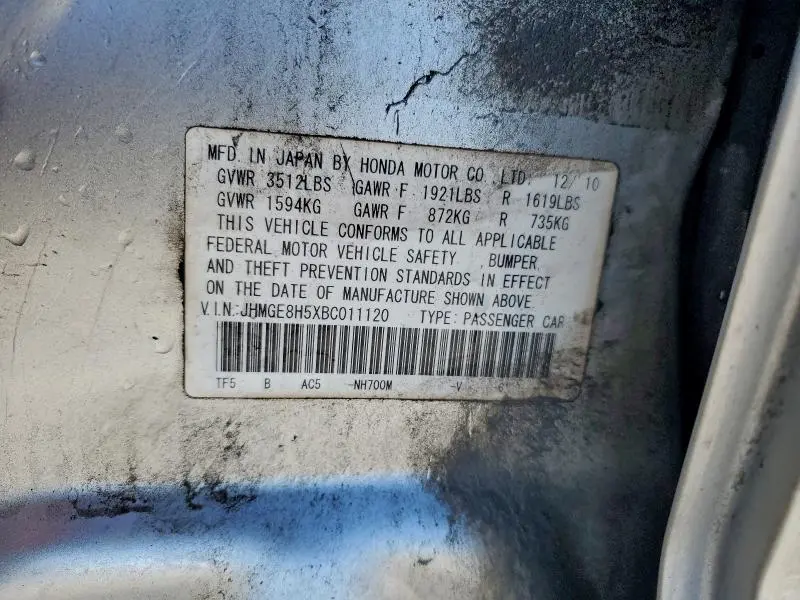 MFD. IN JAPAN BY HONDA MOTOR CO. LTD. 12/10
GVWR 3512LBS GAWR F 1921LBS R 1619LBS
GVWR 1594KG GAWR F 872KG R 735KG
THIS VEHICLE CONFORMS TO ALL APPLICABLE
FEDERAL MOTOR VEHICLE SAFETY ,BUMPER,
AND THEFT PREVENTION STANDARDS IN EFFECT
ON THE DATE OF MANUFACTURE SHOWN ABOVE.
V.I.N.:JHMGE8H5XBC011120 TYPE:PASSENGER CAR
TF5 B AC5 -NH700M -V